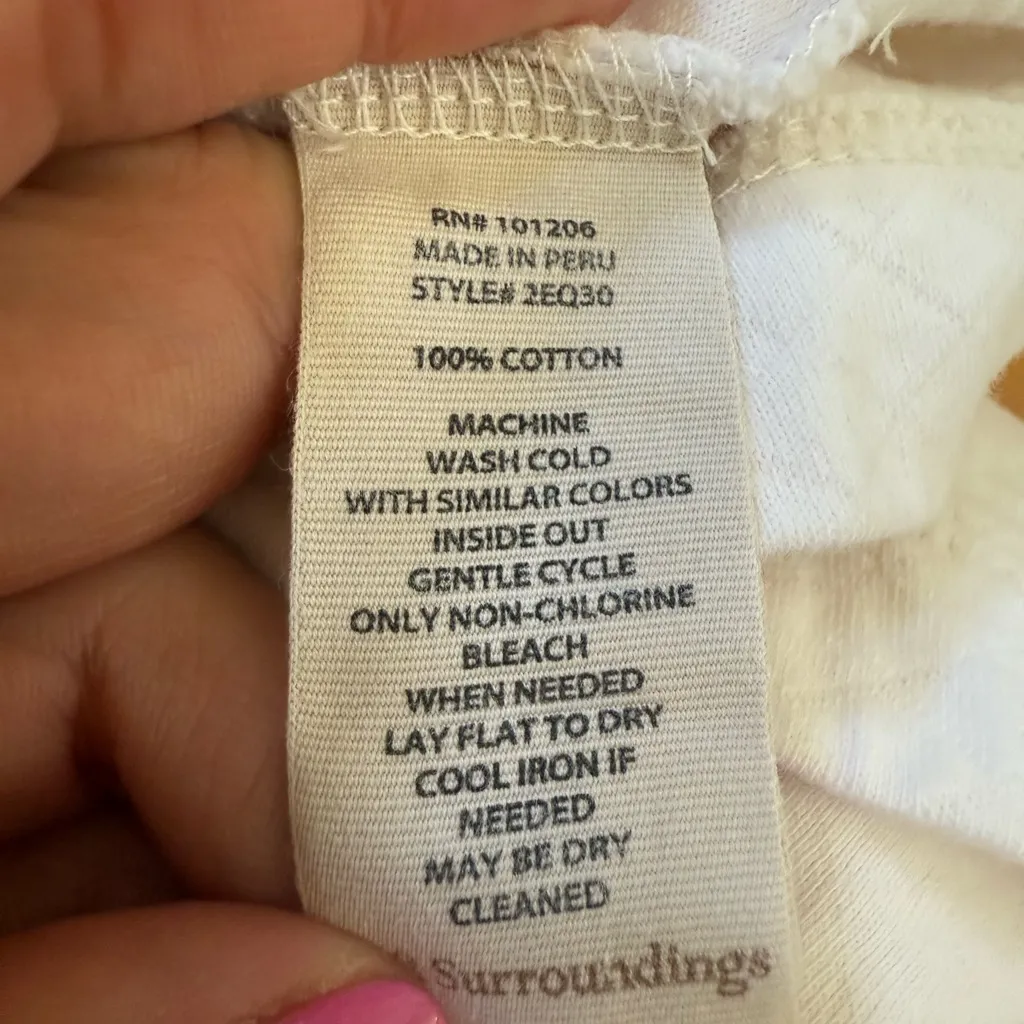 RN# 101206
MADE IN PERU
STYLE# 2EQ30
100% COTTON
MACHINE
WASH COLD
WITH SIMILAR COLORS
INSIDE OUT
GENTLE CYCLE
ONLY NON-CHLORINE
BLEACH
WHEN NEEDED
LAY FLAT TO DRY
COOL IRON IF
NEEDED
MAY BE DRY
CLEANED
Surroundings